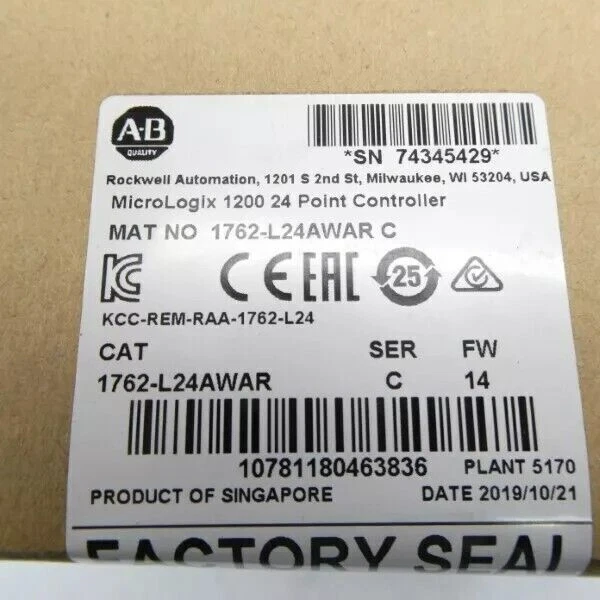 A-B
QUALITY
*SN 74345429*
Rockwell Automation, 1201 S 2nd St, Milwaukee, WI 53204, USA
MicroLogix 1200 24 Point Controller
MAT NO 1762-L24AWAR C
KC CE EAC 25
KCC-REM-RAA-1762-L24
CAT SER FW
1762-L24AWAR C 14
10781180463836 PLANT 5170
PRODUCT OF SINGAPORE DATE 2019/10/21
FACTORY SEAL